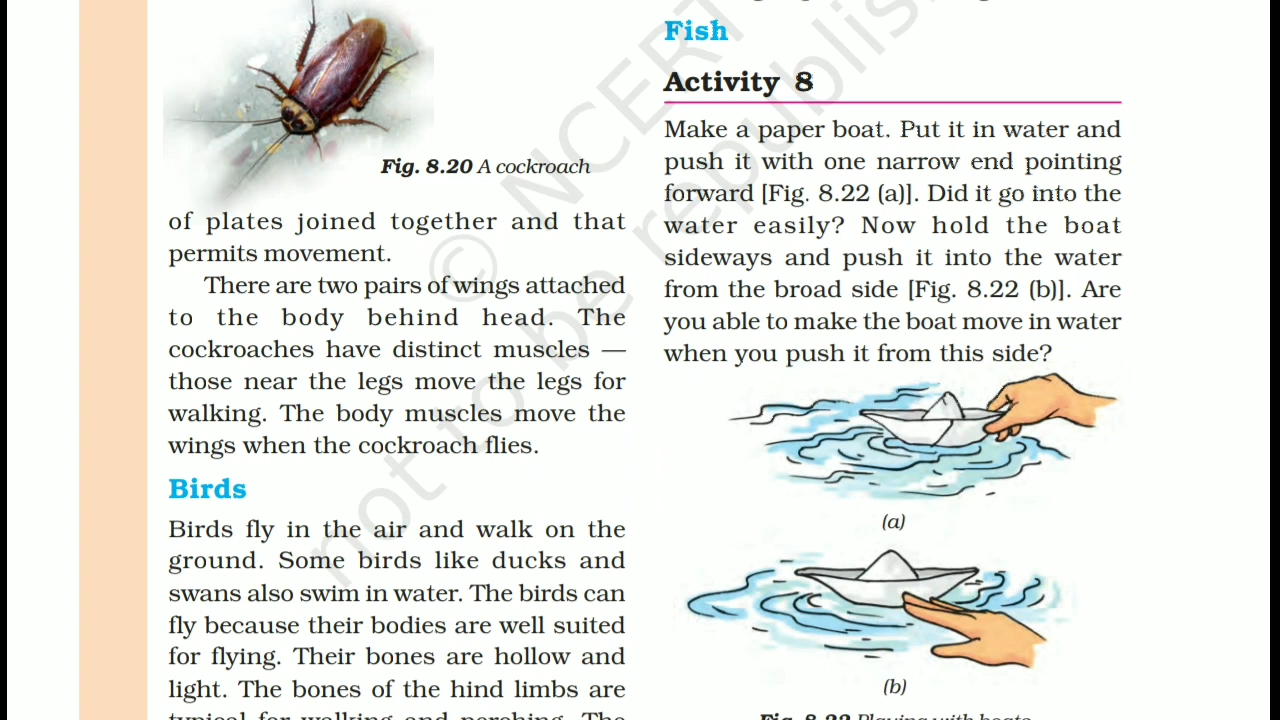 Fig. 8.20 A cockroach
of plates joined together and that
permits movement.
There are two pairs of wings attached
to the body behind head. The
cockroaches have distinct muscles —
those near the legs move the legs for
walking. The body muscles move the
wings when the cockroach flies.
Birds
Birds fly in the air and walk on the
ground. Some birds like ducks and
swans also swim in water. The birds can
fly because their bodies are well suited
for flying. Their bones are hollow and
light. The bones of the hind limbs are
typical for walking and perching. The
Fish
Activity 8
Make a paper boat. Put it in water and
push it with one narrow end pointing
forward [Fig. 8.22 (a)]. Did it go into the
water easily? Now hold the boat
sideways and push it into the water
from the broad side [Fig. 8.22 (b)]. Are
you able to make the boat move in water
when you push it from this side?
(a)
(b)
Fig. 8.22 Playing with boats
© NCERT
not to be republis